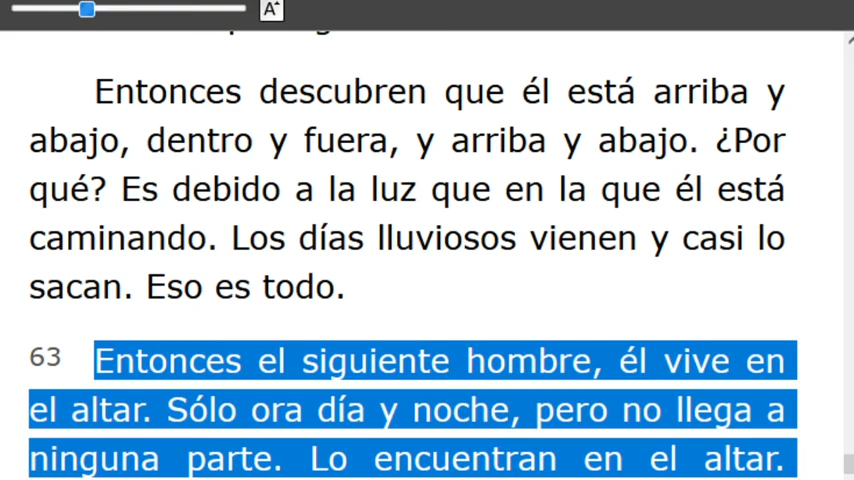 A
Entonces descubren que él está arriba y
abajo, dentro y fuera, y arriba y abajo. ¿Por
qué? Es debido a la luz que en la que él está
caminando. Los días lluviosos vienen y casi lo
sacan. Eso es todo.
63 Entonces el siguiente hombre, él vive en
el altar. Sólo ora día y noche, pero no llega a
ninguna parte. Lo encuentran en el altar.